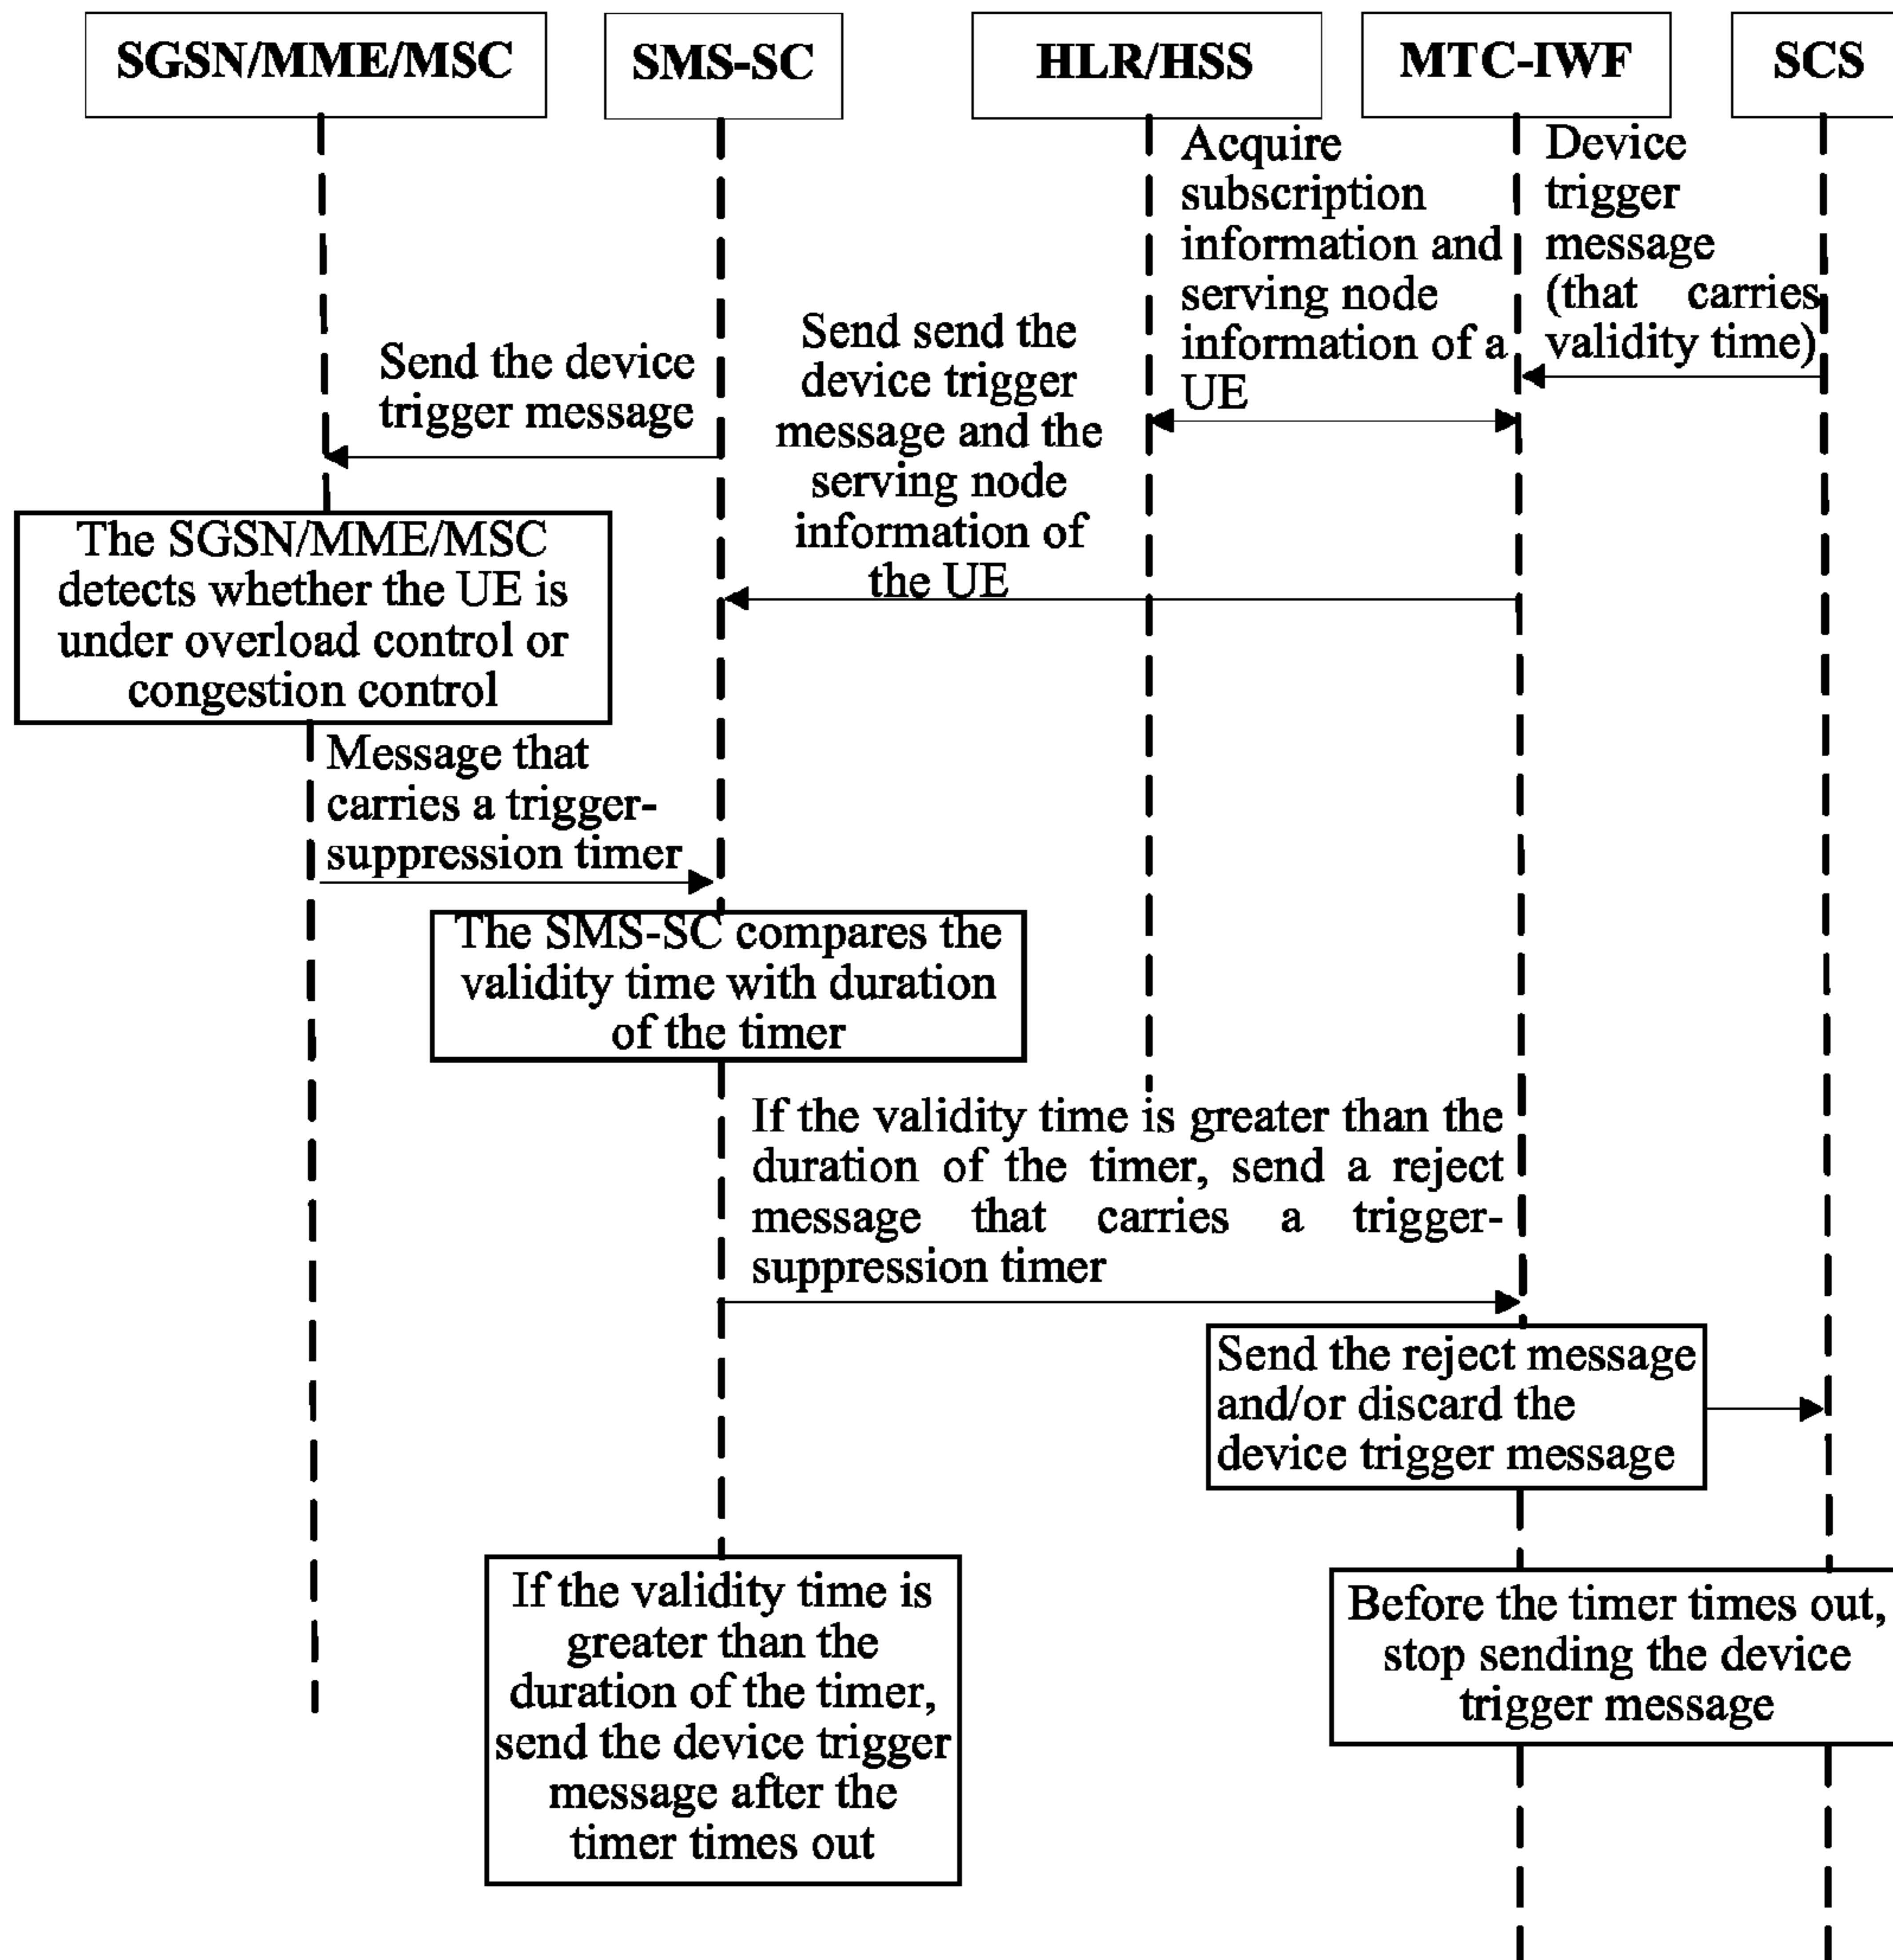 SGSN/MME/MSC
SMS-SC
HLR/HSS
MTC-IWF
SCS
Device
trigger
message
(that carries
validity time)
Acquire
subscription
information and
serving node
information of a
UE
Send send the
device trigger
message and the
serving node
information of
the UE
Send the device
trigger message
The SGSN/MME/MSC
detects whether the UE is
under overload control or
congestion control
Message that
carries a trigger-
suppression timer
The SMS-SC compares the
validity time with duration
of the timer
If the validity time is greater than the
duration of the timer, send a reject
message that carries a trigger-
suppression timer
Send the reject message
and/or discard the
device trigger message
If the validity time is
greater than the
duration of the timer,
send the device trigger
message after the
timer times out
Before the timer times out,
stop sending the device
trigger message